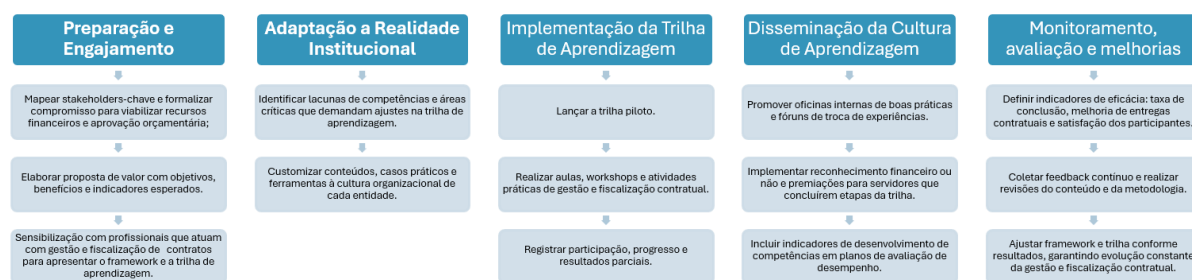 Preparação e
Engajamento
Mapear stakeholders-chave e formalizar
compromisso para viabilizar recursos
financeiros e aprovação orçamentária;
Elaborar proposta de valor com objetivos,
benefícios e indicadores esperados.
Sensibilização com profissionais que atuam
com gestão e fiscalização de contratos
para apresentar o framework e a trilha de
aprendizagem.
Adaptação a Realidade
Institucional
Identificar lacunas de competências e áreas
críticas que demandam ajustes na trilha de
aprendizagem.
Customizar conteúdos, casos práticos e
ferramentas à cultura organizacional de
cada entidade.
Implementação da Trilha
de Aprendizagem
Lançar a trilha piloto.
Realizar aulas, workshops e atividades
práticas de gestão e fiscalização contratual.
Registrar participação, progresso e
resultados parciais.
Disseminação da Cultura
de Aprendizagem
Promover oficinas internas de boas práticas
e fóruns de troca de experiências.
Implementar reconhecimento financeiro ou
não e premiações para servidores que
concluírem etapas da trilha.
Incluir indicadores de desenvolvimento de
competências em planos de avaliação de
desempenho.
Monitoramento,
avaliação e melhorias
Definir indicadores de eficácia: taxa de
conclusão, melhoria de entregas
contratuais e satisfação dos participantes.
Coletar feedback contínuo e realizar
revisões do conteúdo e da metodologia.
Ajustar framework e trilha conforme
resultados, garantindo evolução constante
da gestão e fiscalização contratual.